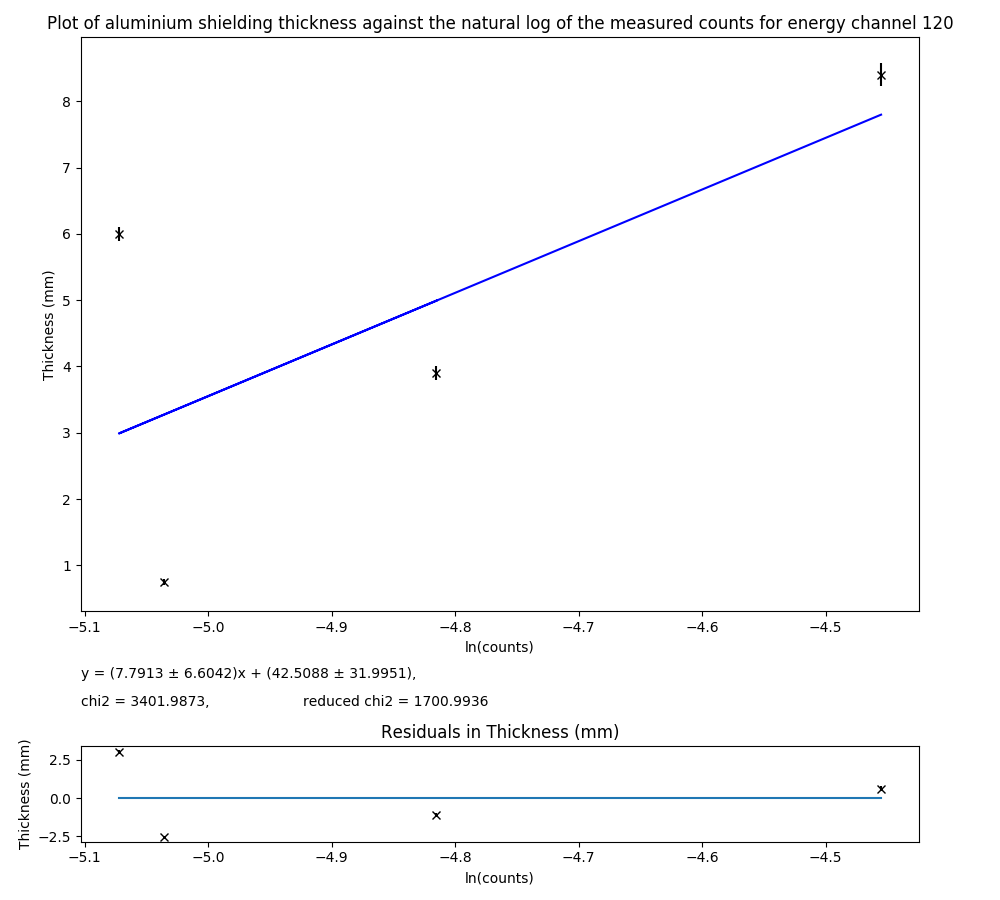 Plot of aluminium shielding thickness against the natural log of the measured counts for energy channel 120
8
7
6
5
4
3
2
1
Thickness (mm)
−5.1 −5.0 −4.9 −4.8 −4.7 −4.6 −4.5
ln(counts)
y = (7.7913 ± 6.6042)x + (42.5088 ± 31.9951),
chi2 = 3401.9873, reduced chi2 = 1700.9936
Residuals in Thickness (mm)
2.5
0.0
−2.5
Thickness (mm)
−5.1 −5.0 −4.9 −4.8 −4.7 −4.6 −4.5
ln(counts)